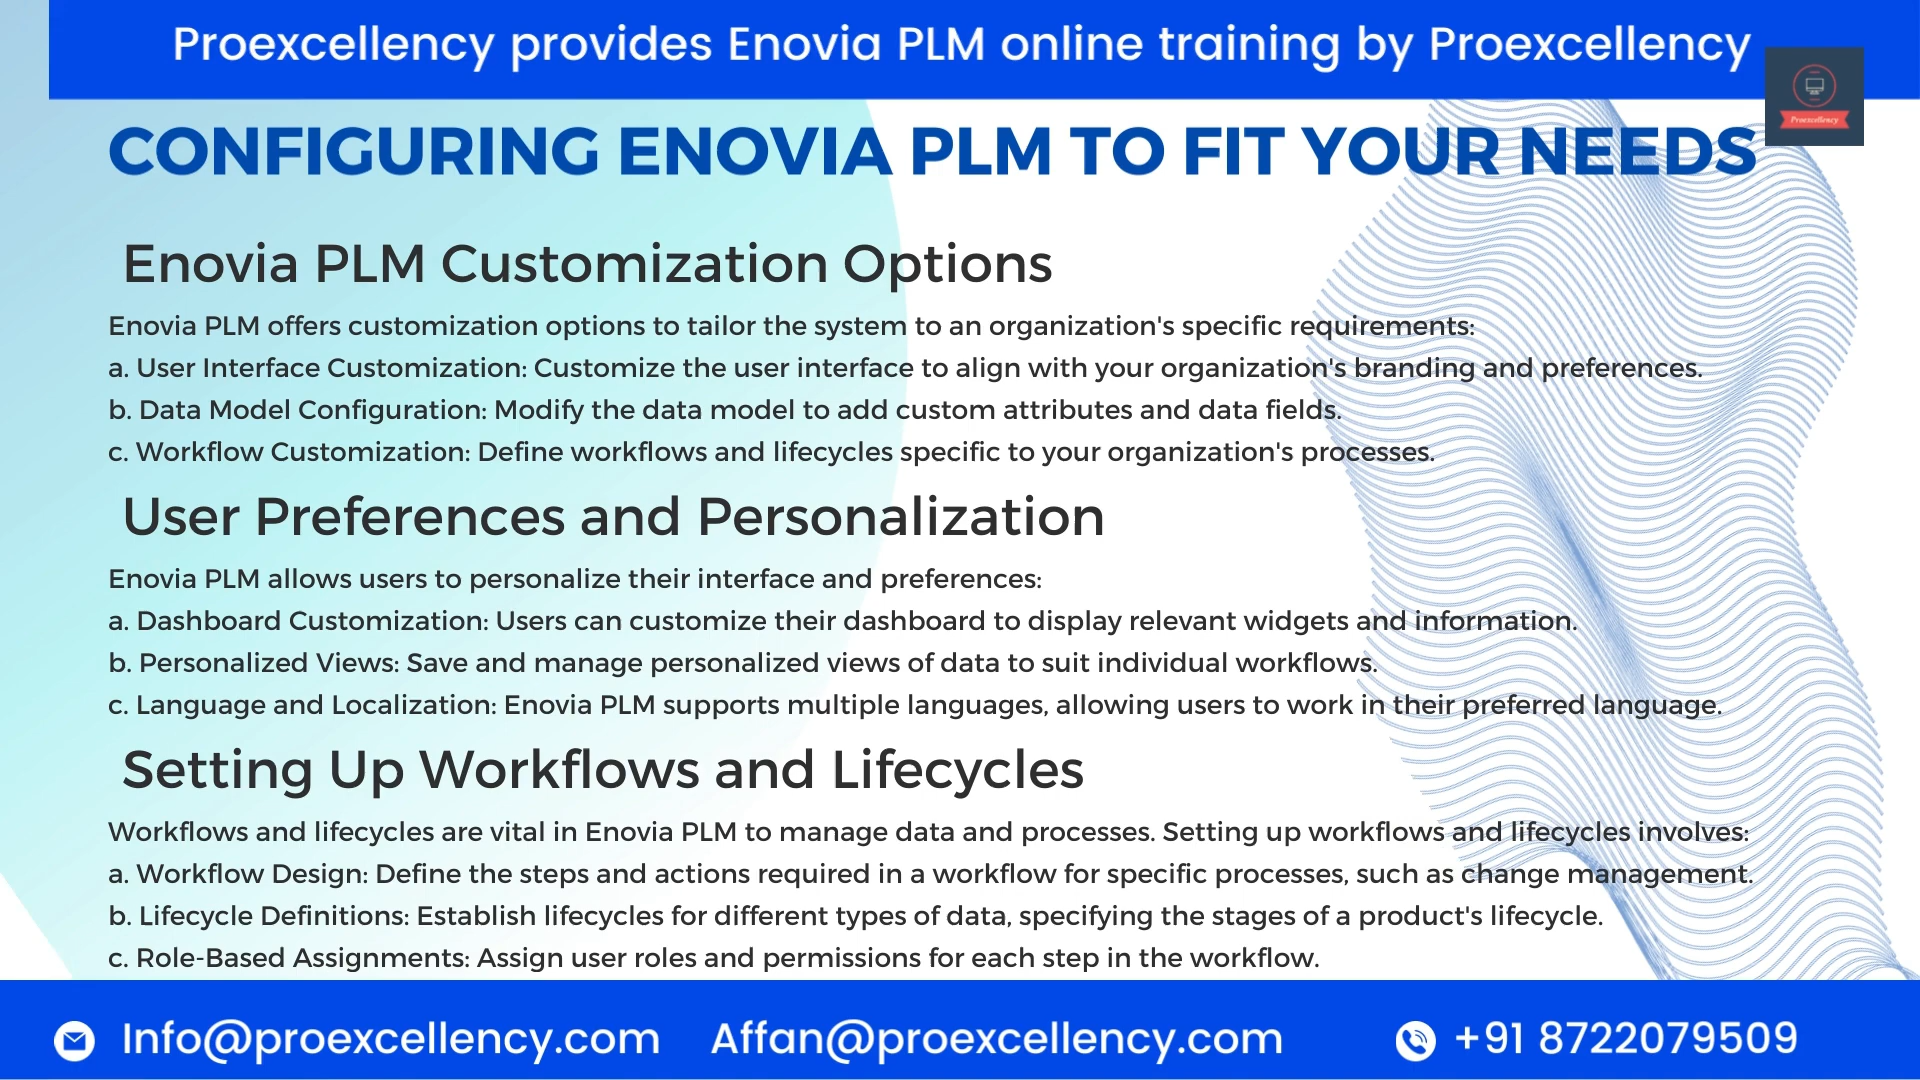 Proexcellency provides Enovia PLM online training by Proexcellency
Proexcellency
CONFIGURING ENOVIA PLM TO FIT YOUR NEEDS
Enovia PLM Customization Options
Enovia PLM offers customization options to tailor the system to an organization's specific requirements:
a. User Interface Customization: Customize the user interface to align with your organization's branding and preferences.
b. Data Model Configuration: Modify the data model to add custom attributes and data fields.
c. Workflow Customization: Define workflows and lifecycles specific to your organization's processes.
User Preferences and Personalization
Enovia PLM allows users to personalize their interface and preferences:
a. Dashboard Customization: Users can customize their dashboard to display relevant widgets and information.
b. Personalized Views: Save and manage personalized views of data to suit individual workflows.
c. Language and Localization: Enovia PLM supports multiple languages, allowing users to work in their preferred language.
Setting Up Workflows and Lifecycles
Workflows and lifecycles are vital in Enovia PLM to manage data and processes. Setting up workflows and lifecycles involves:
a. Workflow Design: Define the steps and actions required in a workflow for specific processes, such as change management.
b. Lifecycle Definitions: Establish lifecycles for different types of data, specifying the stages of a product's lifecycle.
c. Role-Based Assignments: Assign user roles and permissions for each step in the workflow.
Info@proexcellency.com Affan@proexcellency.com +91 8722079509